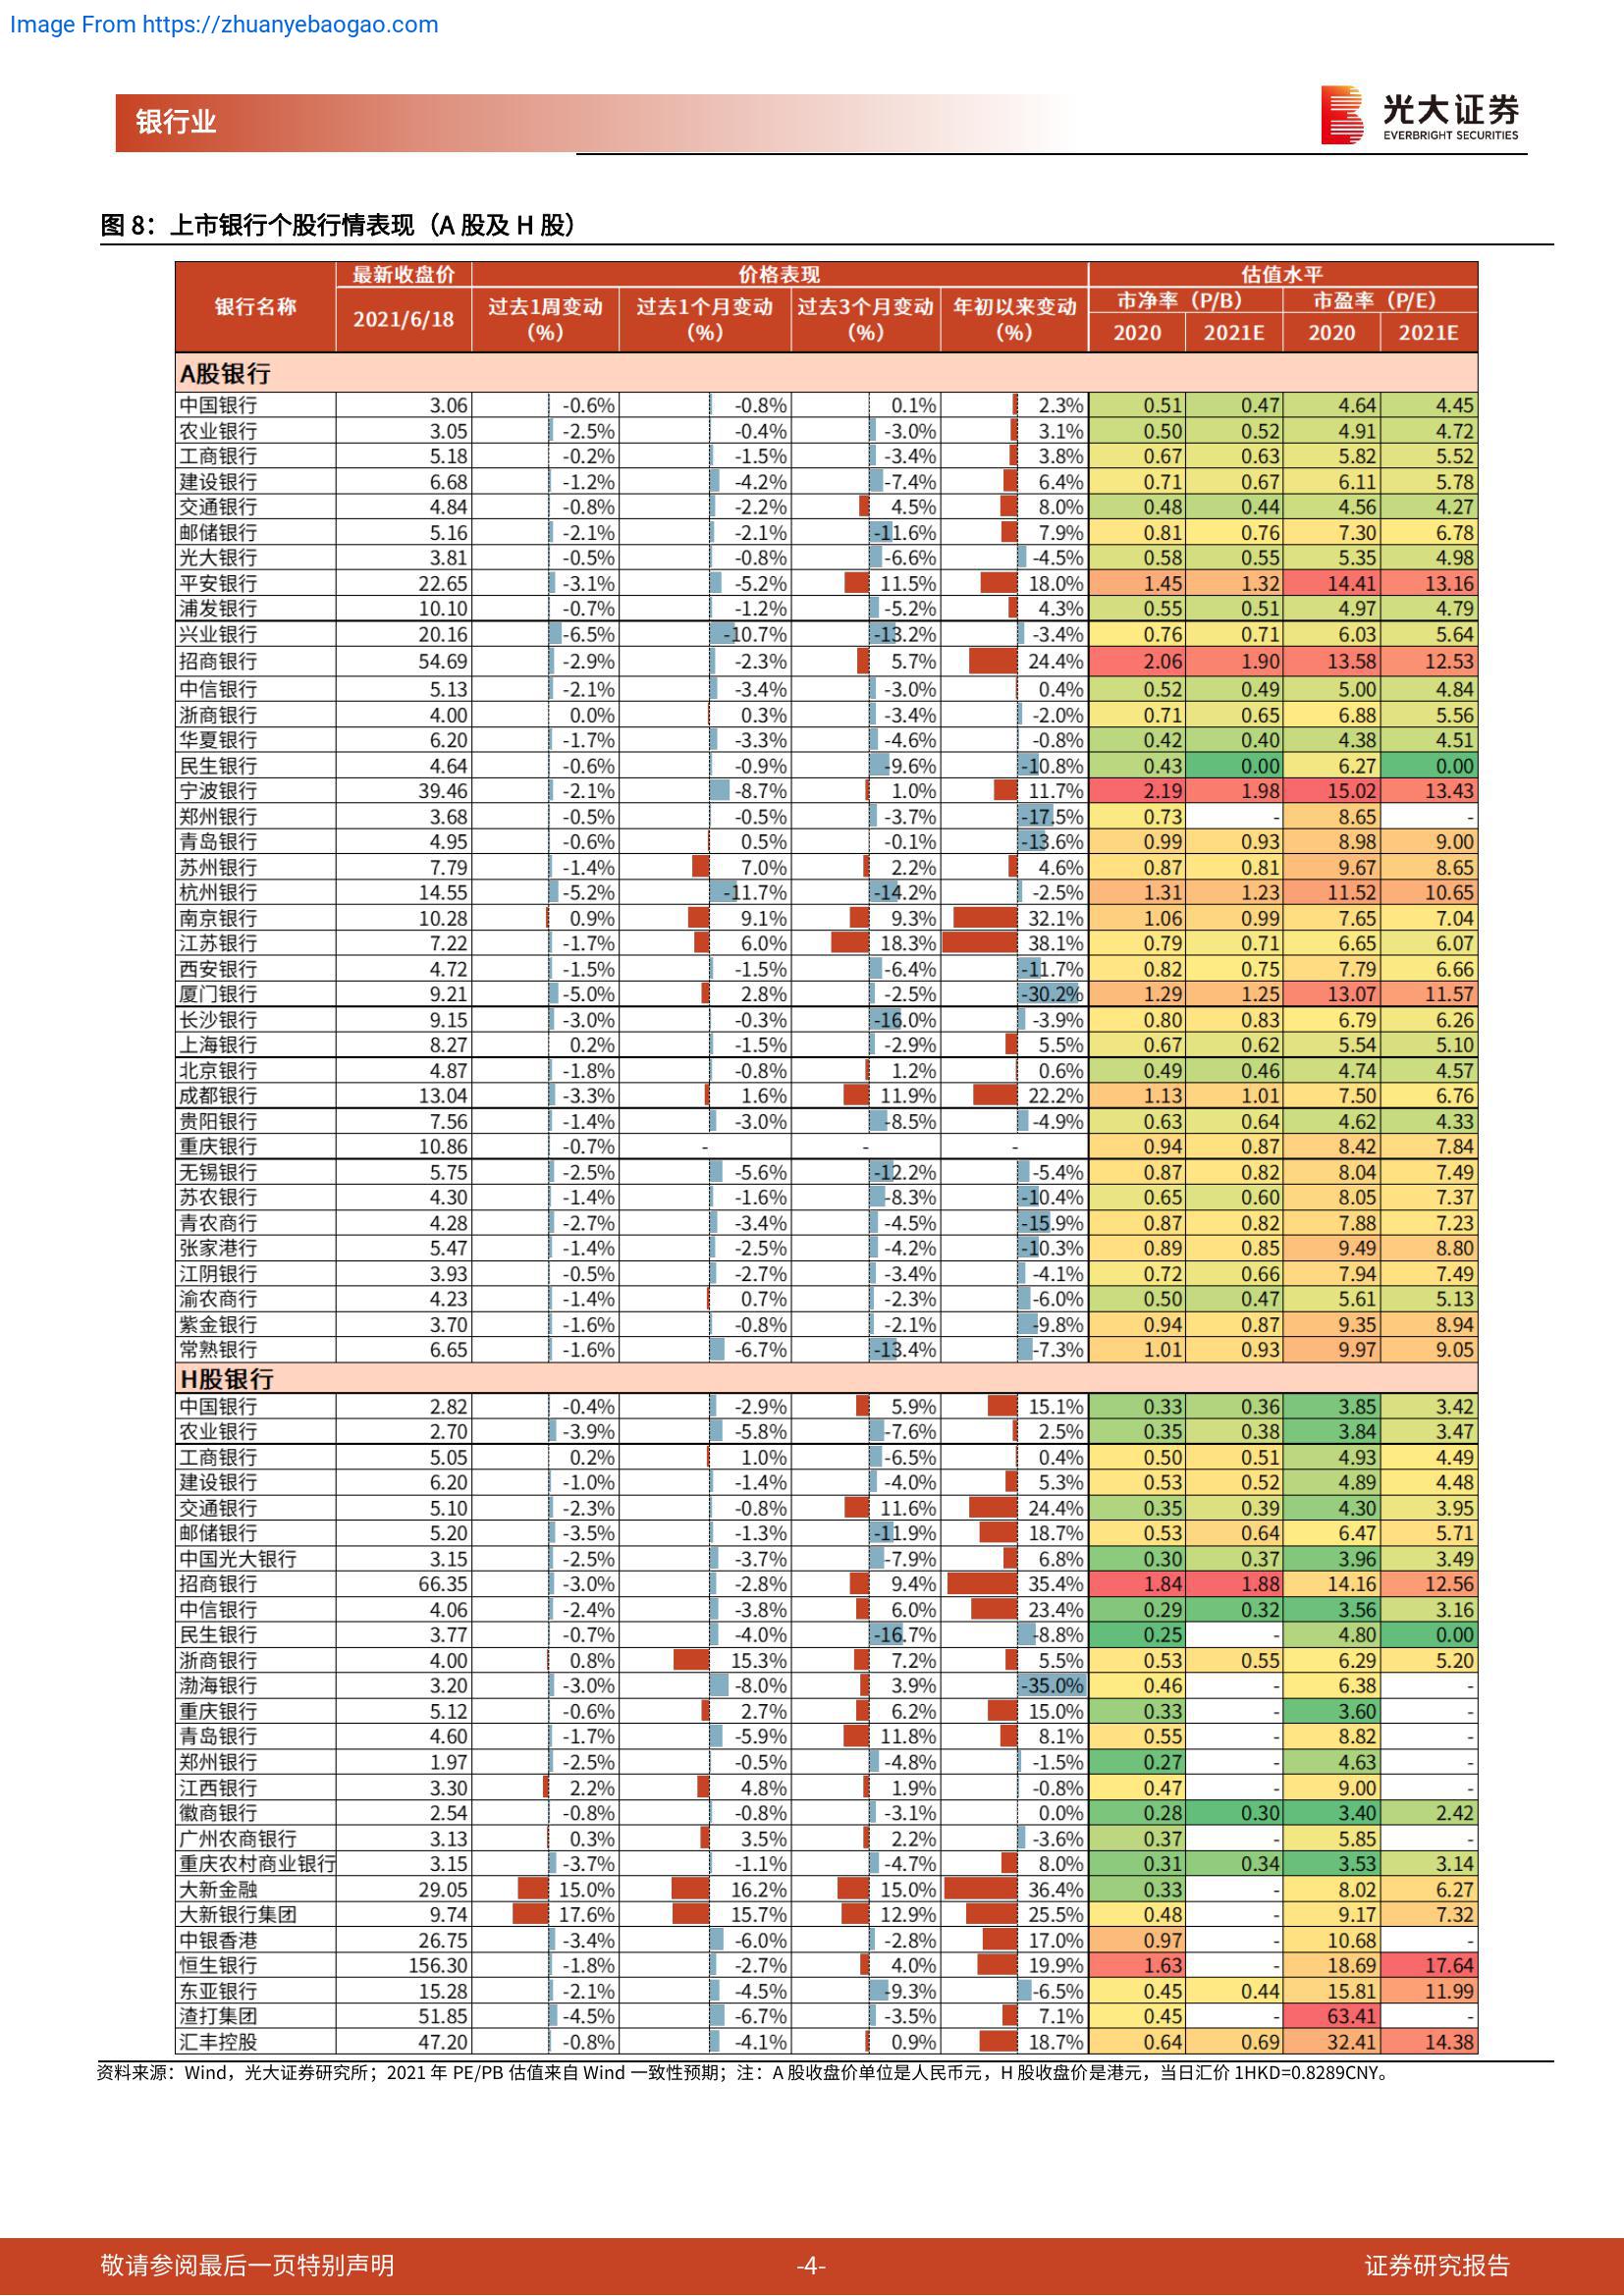 Image From https://zhuanyebaogao.com
银行业
光大证券
EVERBRIGHT SECURITIES
图 8：上市银行个股行情表现（A 股及 H 股）
银行名称 最新收盘价 价格表现 估值水平
2021/6/18 过去1周变动（%） 过去1个月变动（%） 过去3个月变动（%） 年初以来变动（%） 市净率（P/B） 市盈率（P/E）
2020 2021E 2020 2021E
A股银行
中国银行 3.06 -0.6% -0.8% 0.1% 2.3% 0.51 0.47 4.64 4.45
农业银行 3.05 -2.5% -0.4% -3.0% 3.1% 0.50 0.52 4.91 4.72
工商银行 5.18 -0.2% -1.5% -3.4% 3.8% 0.67 0.63 5.82 5.52
建设银行 6.68 -1.2% -4.2% -7.4% 6.4% 0.71 0.67 6.11 5.78
交通银行 4.84 -0.8% -2.2% 4.5% 8.0% 0.48 0.44 4.56 4.27
邮储银行 5.16 -2.1% -2.1% -11.6% 7.9% 0.81 0.76 7.30 6.78
光大银行 3.81 -0.5% -0.8% -6.6% -4.5% 0.58 0.55 5.35 4.98
平安银行 22.65 -3.1% -5.2% 11.5% 18.0% 1.45 1.32 14.41 13.16
浦发银行 10.10 -0.7% -1.2% -5.2% 4.3% 0.55 0.51 4.97 4.79
兴业银行 20.16 -6.5% -10.7% -13.2% -3.4% 0.76 0.71 6.03 5.64
招商银行 54.69 -2.9% -2.3% 5.7% 24.4% 2.06 1.90 13.58 12.53
中信银行 5.13 -2.1% -3.4% -3.0% 0.4% 0.52 0.49 5.00 4.84
浙商银行 4.00 0.0% 0.3% -3.4% -2.0% 0.71 0.65 6.88 5.56
华夏银行 6.20 -1.7% -3.3% -4.6% -0.8% 0.42 0.40 4.38 4.51
民生银行 4.64 -0.6% -0.9% -9.6% -10.8% 0.43 0.00 6.27 0.00
宁波银行 39.46 -2.1% -8.7% 1.0% 11.7% 2.19 1.98 15.02 13.43
郑州银行 3.68 -0.5% -0.5% -3.7% -17.5% 0.73 - 8.65 -
青岛银行 4.95 -0.6% 0.5% -0.1% -13.6% 0.99 0.93 8.98 9.00
苏州银行 7.79 -1.4% 7.0% 2.2% 4.6% 0.87 0.81 9.67 8.65
杭州银行 14.55 -5.2% -11.7% -14.2% -2.5% 1.31 1.23 11.52 10.65
南京银行 10.28 0.9% 9.1% 9.3% 32.1% 1.06 0.99 7.65 7.04
江苏银行 7.22 -1.7% 6.0% 18.3% 38.1% 0.79 0.71 6.65 6.07
西安银行 4.72 -1.5% -1.5% -6.4% -11.7% 0.82 0.75 7.79 6.66
厦门银行 9.21 -5.0% 2.8% -2.5% -30.2% 1.29 1.25 13.07 11.57
长沙银行 9.15 -3.0% -0.3% -16.0% -3.9% 0.80 0.83 6.79 6.26
上海银行 8.27 0.2% -1.5% -2.9% 5.5% 0.67 0.62 5.54 5.10
北京银行 4.87 -1.8% -0.8% 1.2% 0.6% 0.49 0.46 4.74 4.57
成都银行 13.04 -3.3% 1.6% 11.9% 22.2% 1.13 1.01 7.50 6.76
贵阳银行 7.56 -1.4% -3.0% -8.5% -4.9% 0.63 0.64 4.62 4.33
重庆银行 10.86 -0.7% - - - 0.94 0.87 8.42 7.84
无锡银行 5.75 -2.5% -5.6% -12.2% -5.4% 0.87 0.82 8.04 7.49
苏农银行 4.30 -1.4% -1.6% -8.3% -10.4% 0.65 0.60 8.05 7.37
青农商行 4.28 -2.7% -3.4% -4.5% -15.9% 0.87 0.82 7.88 7.23
张家港行 5.47 -1.4% -2.5% -4.2% -10.3% 0.89 0.85 9.49 8.80
江阴银行 3.93 -0.5% -2.7% -3.4% -4.1% 0.72 0.66 7.94 7.49
渝农商行 4.23 -1.4% 0.7% -2.3% -6.0% 0.50 0.47 5.61 5.13
紫金银行 3.70 -1.6% -0.8% -2.1% -9.8% 0.94 0.87 9.35 8.94
常熟银行 6.65 -1.6% -6.7% -13.4% -7.3% 1.01 0.93 9.97 9.05
H股银行
中国银行 2.82 -0.4% -2.9% 5.9% 15.1% 0.33 0.36 3.85 3.42
农业银行 2.70 -3.9% -5.8% -7.6% 2.5% 0.35 0.38 3.84 3.47
工商银行 5.05 0.2% 1.0% -6.5% 0.4% 0.50 0.51 4.93 4.49
建设银行 6.20 -1.0% -1.4% -4.0% 5.3% 0.53 0.52 4.89 4.48
交通银行 5.10 -2.3% -0.8% 11.6% 24.4% 0.35 0.39 4.30 3.95
邮储银行 5.20 -3.5% -1.3% -11.9% 18.7% 0.53 0.64 6.47 5.71
中国光大银行 3.15 -2.5% -3.7% -7.9% 6.8% 0.30 0.37 3.96 3.49
招商银行 66.35 -3.0% -2.8% 9.4% 35.4% 1.84 1.88 14.16 12.56
中信银行 4.06 -2.4% -3.8% 6.0% 23.4% 0.29 0.32 3.56 3.16
民生银行 3.77 -0.7% -4.0% -16.7% -8.8% 0.25 - 4.80 0.00
浙商银行 4.00 0.8% 15.3% 7.2% 5.5% 0.53 0.55 6.29 5.20
渤海银行 3.20 -3.0% -8.0% 3.9% -35.0% 0.46 - 6.38 -
重庆银行 5.12 -0.6% 2.7% 6.2% 15.0% 0.33 - 3.60 -
青岛银行 4.60 -1.7% -5.9% 11.8% 8.1% 0.55 - 8.82 -
郑州银行 1.97 -2.5% -0.5% -4.8% -1.5% 0.27 - 4.63 -
江西银行 3.30 2.2% 4.8% 1.9% -0.8% 0.47 - 9.00 -
徽商银行 2.54 -0.8% -0.8% -3.1% 0.0% 0.28 0.30 3.40 2.42
广州农商银行 3.13 0.3% 3.5% 2.2% -3.6% 0.37 - 5.85 -
重庆农村商业银行 3.15 -3.7% -1.1% -4.7% 8.0% 0.31 0.34 3.53 3.14
大新金融 29.05 15.0% 16.2% 15.0% 36.4% 0.33 - 8.02 6.27
大新银行集团 9.74 17.6% 15.7% 12.9% 25.5% 0.48 - 9.17 7.32
中银香港 26.75 -3.4% -6.0% -2.8% 17.0% 0.97 - 10.68 -
恒生银行 156.30 -1.8% -2.7% 4.0% 19.9% 1.63 - 18.69 17.64
东亚银行 15.28 -2.1% -4.5% -9.3% -6.5% 0.45 0.44 15.81 11.99
渣打集团 51.85 -4.5% -6.7% -3.5% 7.1% 0.45 - 63.41 -
汇丰控股 47.20 -0.8% -4.1% 0.9% 18.7% 0.64 0.69 32.41 14.38
资料来源：Wind，光大证券研究所；2021 年 PE/PB 估值来自 Wind 一致性预期；注：A 股收盘价单位是人民币元，H 股收盘价是港元，当日汇价 1HKD=0.8289CNY。
敬请参阅最后一页特别声明 -4- 证券研究报告